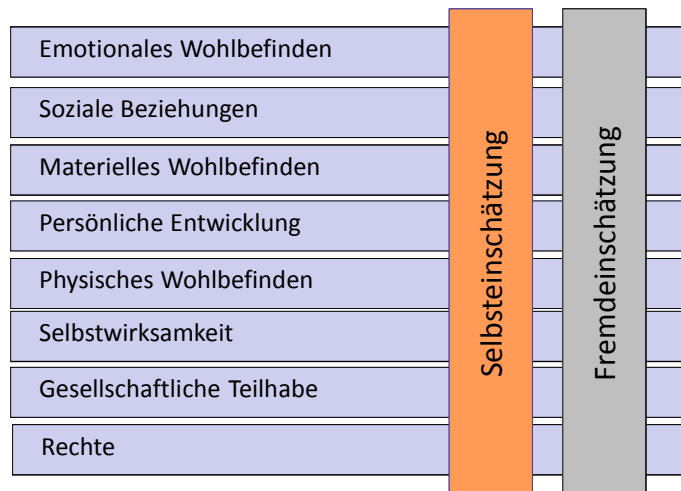 Emotionales Wohlbefinden
Soziale Beziehungen
Materielles Wohlbefinden
Persönliche Entwicklung
Physisches Wohlbefinden
Selbstwirksamkeit
Gesellschaftliche Teilhabe
Rechte
Selbsteinschätzung
Fremdeinschätzung